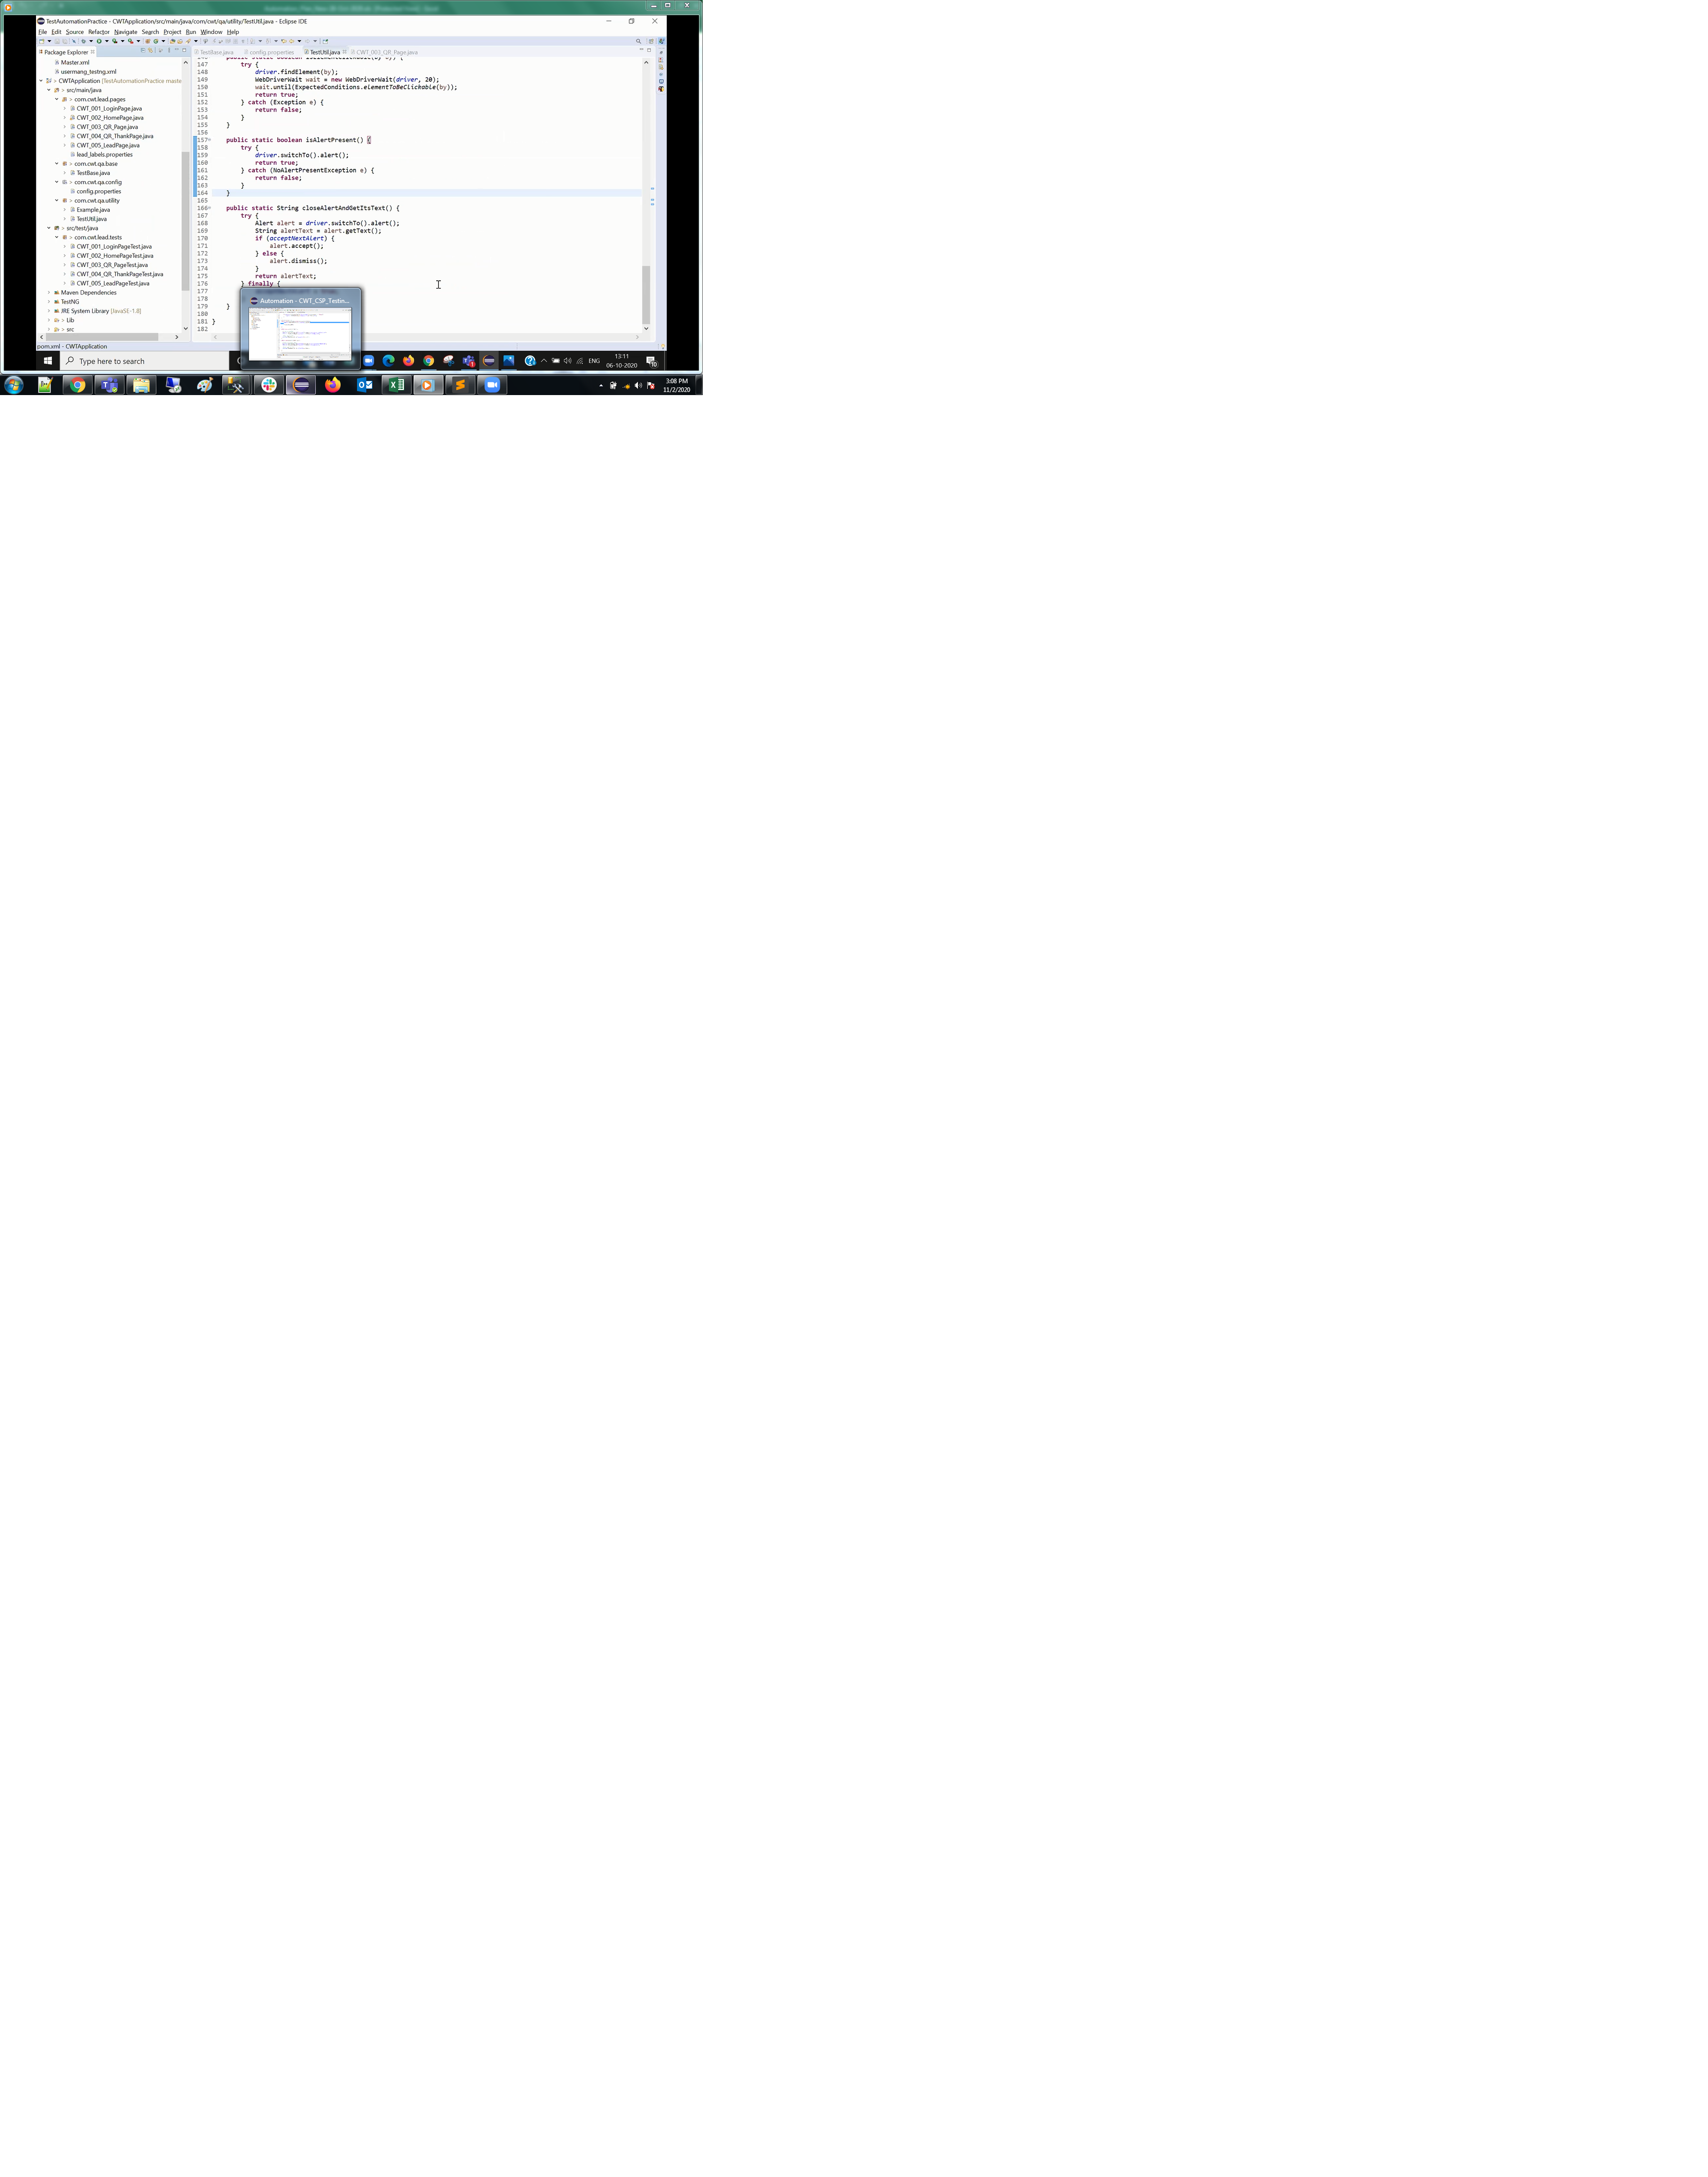 TestAutomationPractice - CWTApplication/src/main/java/com/cwt/qa/utility/TestUtil.java - Eclipse IDE
File Edit Source Refactor Navigate Search Project Run Window Help
Package Explorer
TestBase.java config.properties TestUtil.java CWT_003_QR_Page.java
Master.xml
usermang_testng.xml
CWTApplication [TestAutomationPractice maste
src/main/java
com.cwt.lead.pages
CWT_001_LoginPage.java
CWT_002_HomePage.java
CWT_003_QR_Page.java
CWT_004_QR_ThankPage.java
CWT_005_LeadPage.java
lead_labels.properties
com.cwt.qa.base
TestBase.java
com.cwt.qa.config
config.properties
com.cwt.qa.utility
Example.java
TestUtil.java
src/test/java
com.cwt.lead.tests
CWT_001_LoginPageTest.java
CWT_002_HomePageTest.java
CWT_003_QR_PageTest.java
CWT_004_QR_ThankPageTest.java
CWT_005_LeadPageTest.java
Maven Dependencies
TestNG
JRE System Library [JavaSE-1.8]
Lib
src
pom.xml - CWTApplication
147 try {
148 driver.findElement(by);
149 WebDriverWait wait = new WebDriverWait(driver, 20);
150 wait.until(ExpectedConditions.elementToBeClickable(by));
151 return true;
152 } catch (Exception e) {
153 return false;
154 }
155 }
156
157 public static boolean isAlertPresent() {
158 try {
159 driver.switchTo().alert();
160 return true;
161 } catch (NoAlertPresentException e) {
162 return false;
163 }
164 }
165
166 public static String closeAlertAndGetItsText() {
167 try {
168 Alert alert = driver.switchTo().alert();
169 String alertText = alert.getText();
170 if (acceptNextAlert) {
171 alert.accept();
172 } else {
173 alert.dismiss();
174 }
175 return alertText;
176 } finally {
177
178
179 }
180
181 }
182
Automation - CWT_CSP_Testin...
Type here to search
ENG
13:11
06-10-2020
3:08 PM
11/2/2020